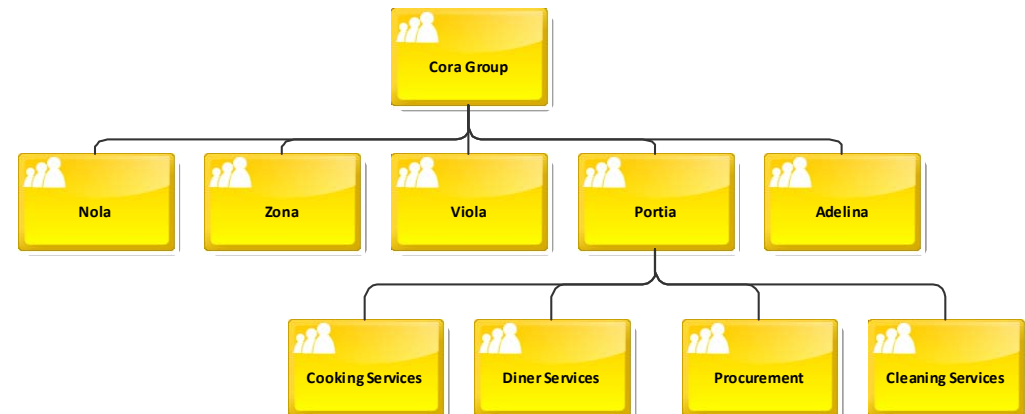 Cora Group
Nola
Zona
Viola
Portia
Adelina
Cooking Services
Diner Services
Procurement
Cleaning Services